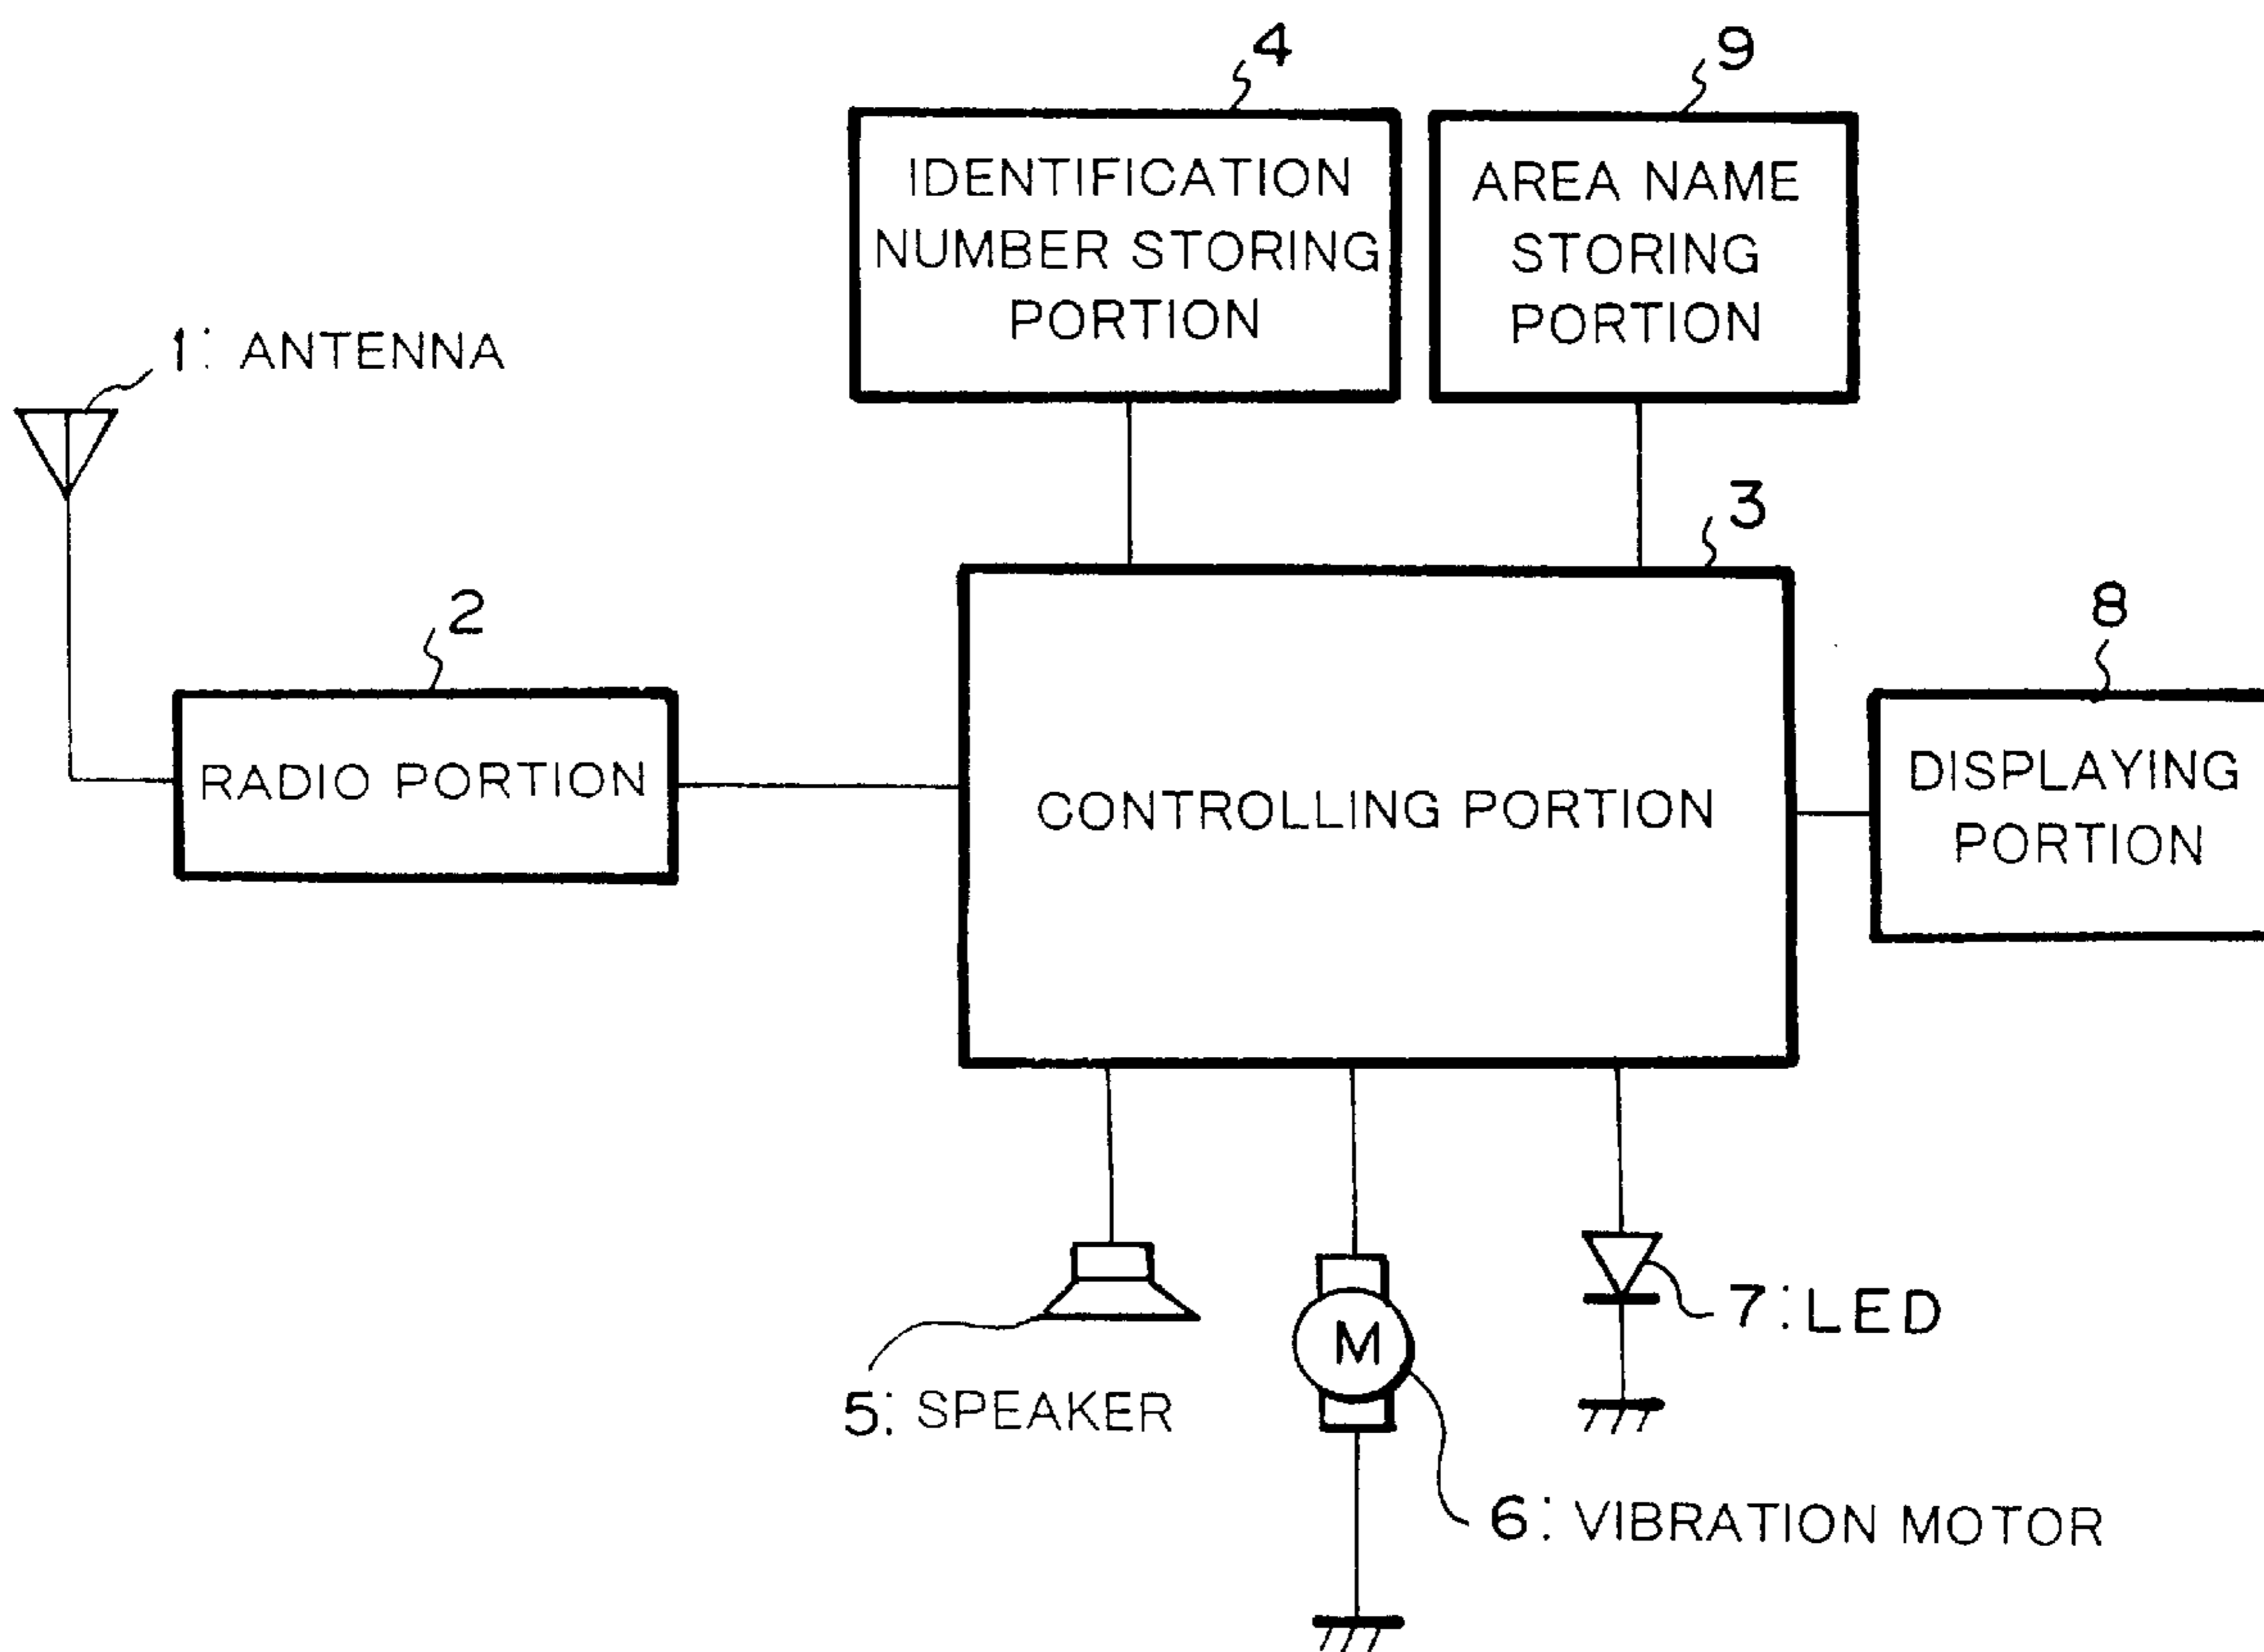 4
9
IDENTIFICATION
NUMBER STORING
PORTION
AREA NAME
STORING
PORTION
1: ANTENNA
3
2
8
RADIO PORTION
CONTROLLING PORTION
DISPLAYING
PORTION
7: LED
M
5: SPEAKER
6: VIBRATION MOTOR